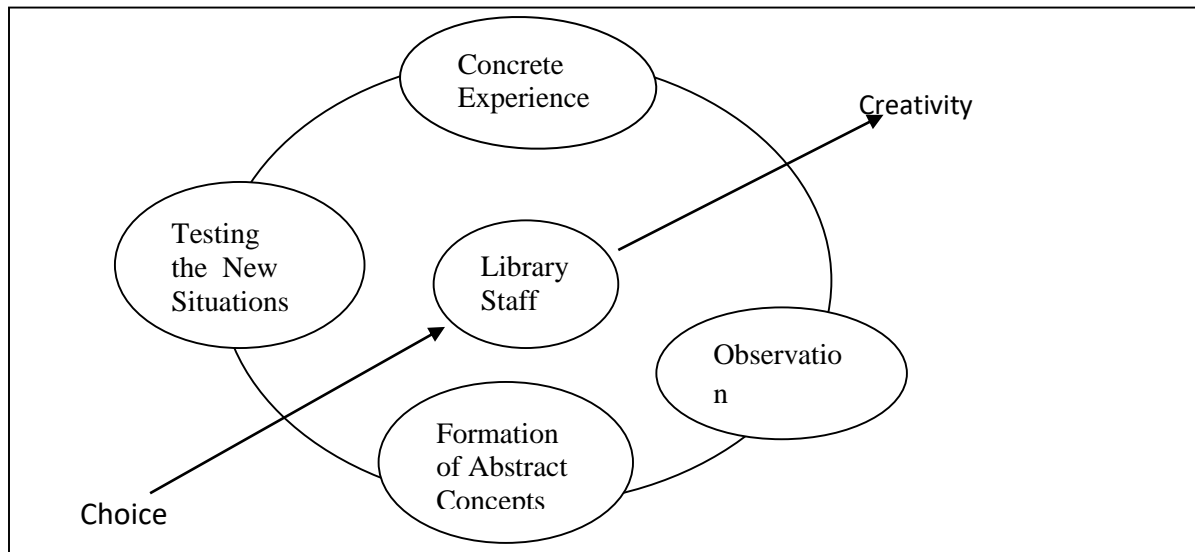 Concrete
Experience
Creativity
Testing
the New
Situations
Library
Staff
Observatio
n
Formation
of Abstract
Concepts
Choice